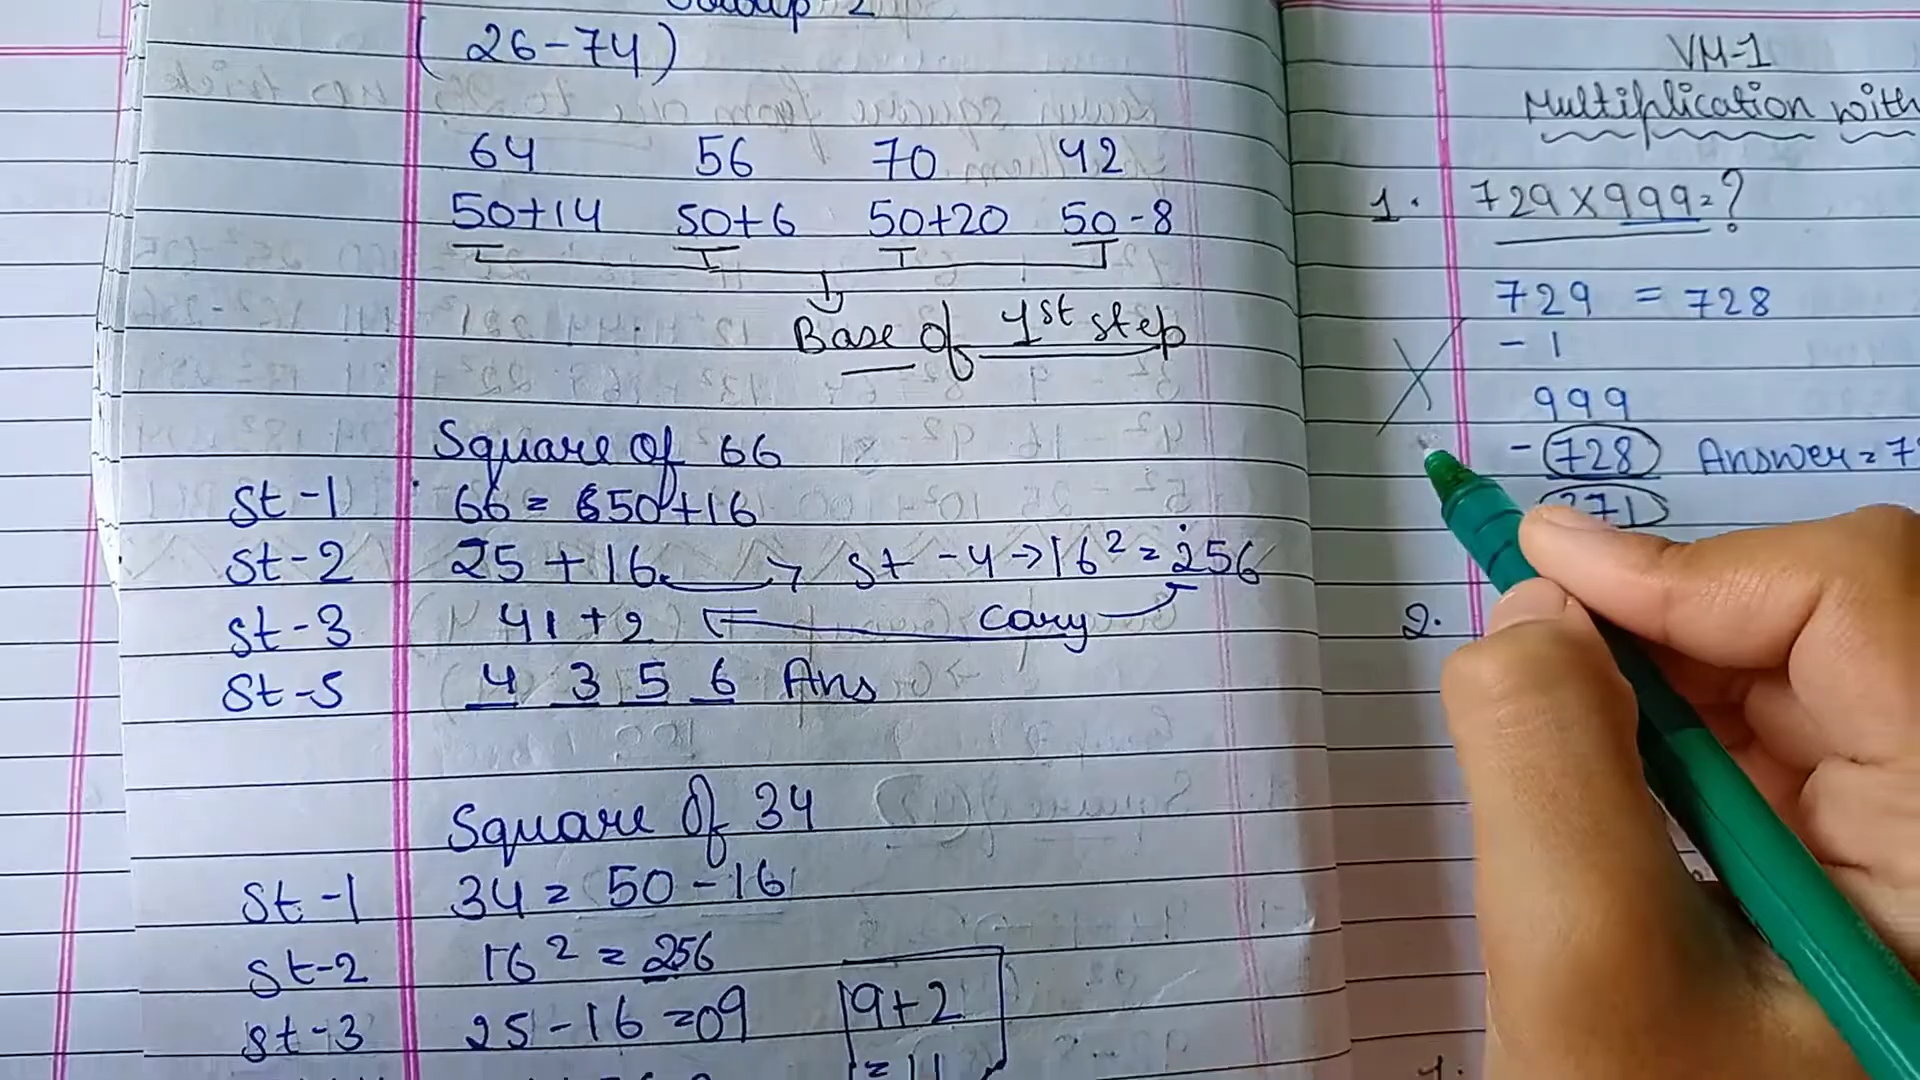 (26-74)
64 56 70 42
50+14 50+6 50+20 50-8
Base of 1st step
Square of 66
St-1 66 = 650+16
St-2 25 + 16 → St-4→16² = 256
St-3 41+2 ← carry
St-5 4 3 5 6 Ans
Square of 34
St-1 34 = 50-16
St-2 16² = 256
St-3 25-16 = 09 9+2
= 11
VM-1
Multiplication with
1. 729×999=?
729 = 728
- 1
999
- 728 Answer = 7
271
2.